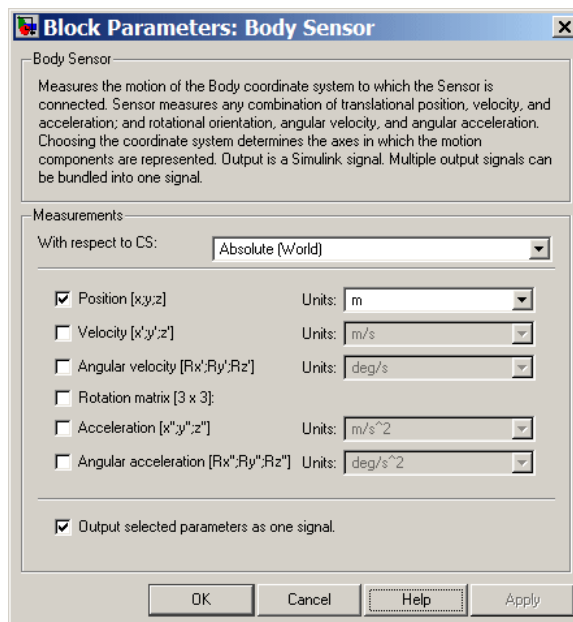 Block Parameters: Body Sensor
Body Sensor
Measures the motion of the Body coordinate system to which the Sensor is
connected. Sensor measures any combination of translational position, velocity, and
acceleration; and rotational orientation, angular velocity, and angular acceleration.
Choosing the coordinate system determines the axes in which the motion
components are represented. Output is a Simulink signal. Multiple output signals can
be bundled into one signal.
Measurements
With respect to CS: Absolute (World)
Position [x;y;z] Units: m
Velocity [x';y';z'] Units: m/s
Angular velocity [Rx';Ry';Rz'] Units: deg/s
Rotation matrix [3 x 3]:
Acceleration [x'';y'';z''] Units: m/s^2
Angular acceleration [Rx'';Ry'';Rz''] Units: deg/s^2
Output selected parameters as one signal.
OK Cancel Help Apply